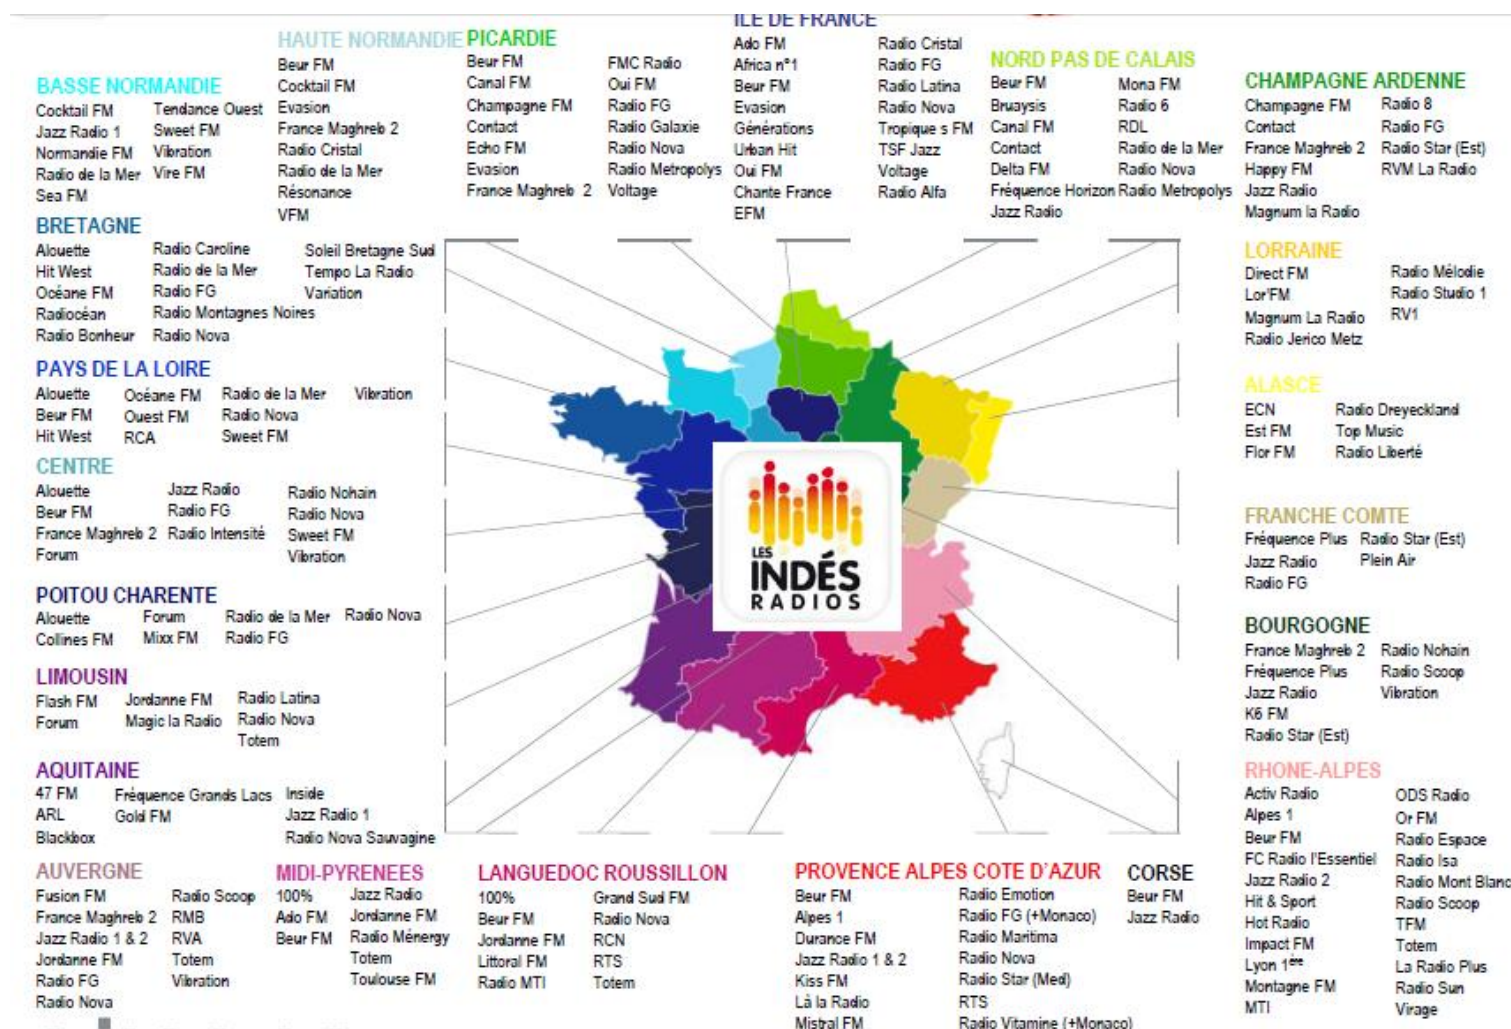 BASSE NORMANDIE
Cocktail FM Tendance Ouest
Jazz Radio 1 Sweet FM
Normandie FM Vibration
Radio de la Mer Vire FM
Sea FM
HAUTE NORMANDIE
Beur FM
Cocktail FM
Evasion
France Maghreb 2
Radio Cristal
Radio de la Mer
Résonance
VFM
PICARDIE
Beur FM FMC Radio
Canal FM Oui FM
Champagne FM Radio FG
Contact Radio Galaxie
Echo FM Radio Nova
Evasion Radio Metropolys
France Maghreb 2 Voltage
ILE DE FRANCE
Ado FM Radio Cristal
Africa n°1 Radio FG
Beur FM Radio Latina
Evasion Radio Nova
Générations Tropique s FM
Urban Hit TSF Jazz
Oui FM Voltage
Chante France Radio Alfa
EFM
NORD PAS DE CALAIS
Beur FM Mona FM
Bruaysis Radio 6
Canal FM RDL
Contact Radio de la Mer
Delta FM Radio Nova
Fréquence Horizon Radio Metropolys
Jazz Radio
CHAMPAGNE ARDENNE
Champagne FM Radio 8
Contact Radio FG
France Maghreb 2 Radio Star (Est)
Happy FM RVM La Radio
Jazz Radio
Magnum la Radio
BRETAGNE
Alouette Radio Caroline Soleil Bretagne Sud
Hit West Radio de la Mer Tempo La Radio
Océane FM Radio FG Variation
Radiocéan Radio Montagnes Noires
Radio Bonheur Radio Nova
LORRAINE
Direct FM Radio Mélodie
Lor'FM Radio Studio 1
Magnum La Radio RV1
Radio Jerico Metz
PAYS DE LA LOIRE
Alouette Océane FM Radio de la Mer Vibration
Beur FM Ouest FM Radio Nova
Hit West RCA Sweet FM
ALASCE
ECN Radio Dreyeckland
Est FM Top Music
Flor FM Radio Liberté
CENTRE
Alouette Jazz Radio Radio Nohain
Beur FM Radio FG Radio Nova
France Maghreb 2 Radio Intensité Sweet FM
Forum Vibration
LES
INDÉS
RADIOS
FRANCHE COMTE
Fréquence Plus Radio Star (Est)
Jazz Radio Plein Air
Radio FG
POITOU CHARENTE
Alouette Forum Radio de la Mer Radio Nova
Collines FM Mixx FM Radio FG
BOURGOGNE
France Maghreb 2 Radio Nohain
Fréquence Plus Radio Scoop
Jazz Radio Vibration
K6 FM
Radio Star (Est)
LIMOUSIN
Flash FM Jordanne FM Radio Latina
Forum Magic la Radio Radio Nova
Totem
AQUITAINE
47 FM Fréquence Grands Lacs Inside
ARL Gold FM Jazz Radio 1
Blackbox Radio Nova Sauvagine
RHONE-ALPES
Activ Radio ODS Radio
Alpes 1 Or FM
Beur FM Radio Espace
FC Radio l'Essentiel Radio Isa
Jazz Radio 2 Radio Mont Blanc
Hit & Sport Radio Scoop
Hot Radio TFM
Impact FM Totem
Lyon 1ère La Radio Plus
Montagne FM Radio Sun
MTI Virage
AUVERGNE
Fusion FM Radio Scoop
France Maghreb 2 RMB
Jazz Radio 1 & 2 RVA
Jordanne FM Totem
Radio FG Vibration
Radio Nova
MIDI-PYRENEES
100% Jazz Radio
Ado FM Jordanne FM
Beur FM Radio Ménergy
Totem
Toulouse FM
LANGUEDOC ROUSSILLON
100% Grand Sud FM
Beur FM Radio Nova
Jordanne FM RCN
Littoral FM RTS
Radio MTI Totem
PROVENCE ALPES COTE D'AZUR
Beur FM Radio Emotion
Alpes 1 Radio FG (+Monaco)
Durance FM Radio Maritima
Jazz Radio 1 & 2 Radio Nova
Kiss FM Radio Star (Med)
Là la Radio RTS
Mistral FM Radio Vitamine (+Monaco)
CORSE
Beur FM
Jazz Radio